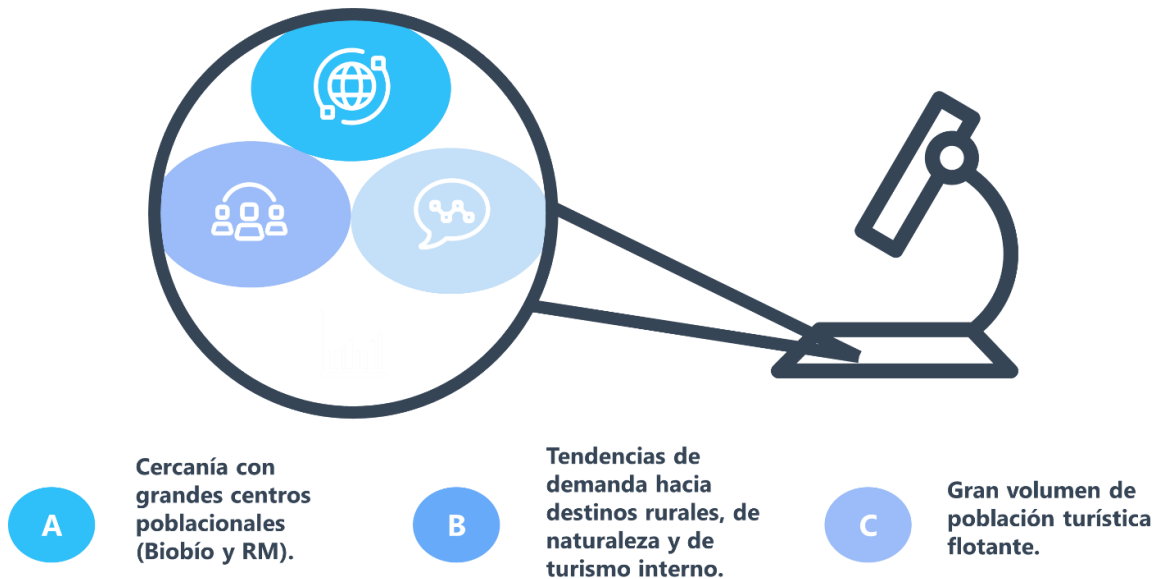 A
Cercanía con
grandes centros
poblacionales
(Biobío y RM).
B
Tendencias de
demanda hacia
destinos rurales, de
naturaleza y de
turismo interno.
C
Gran volumen de
población turística
flotante.